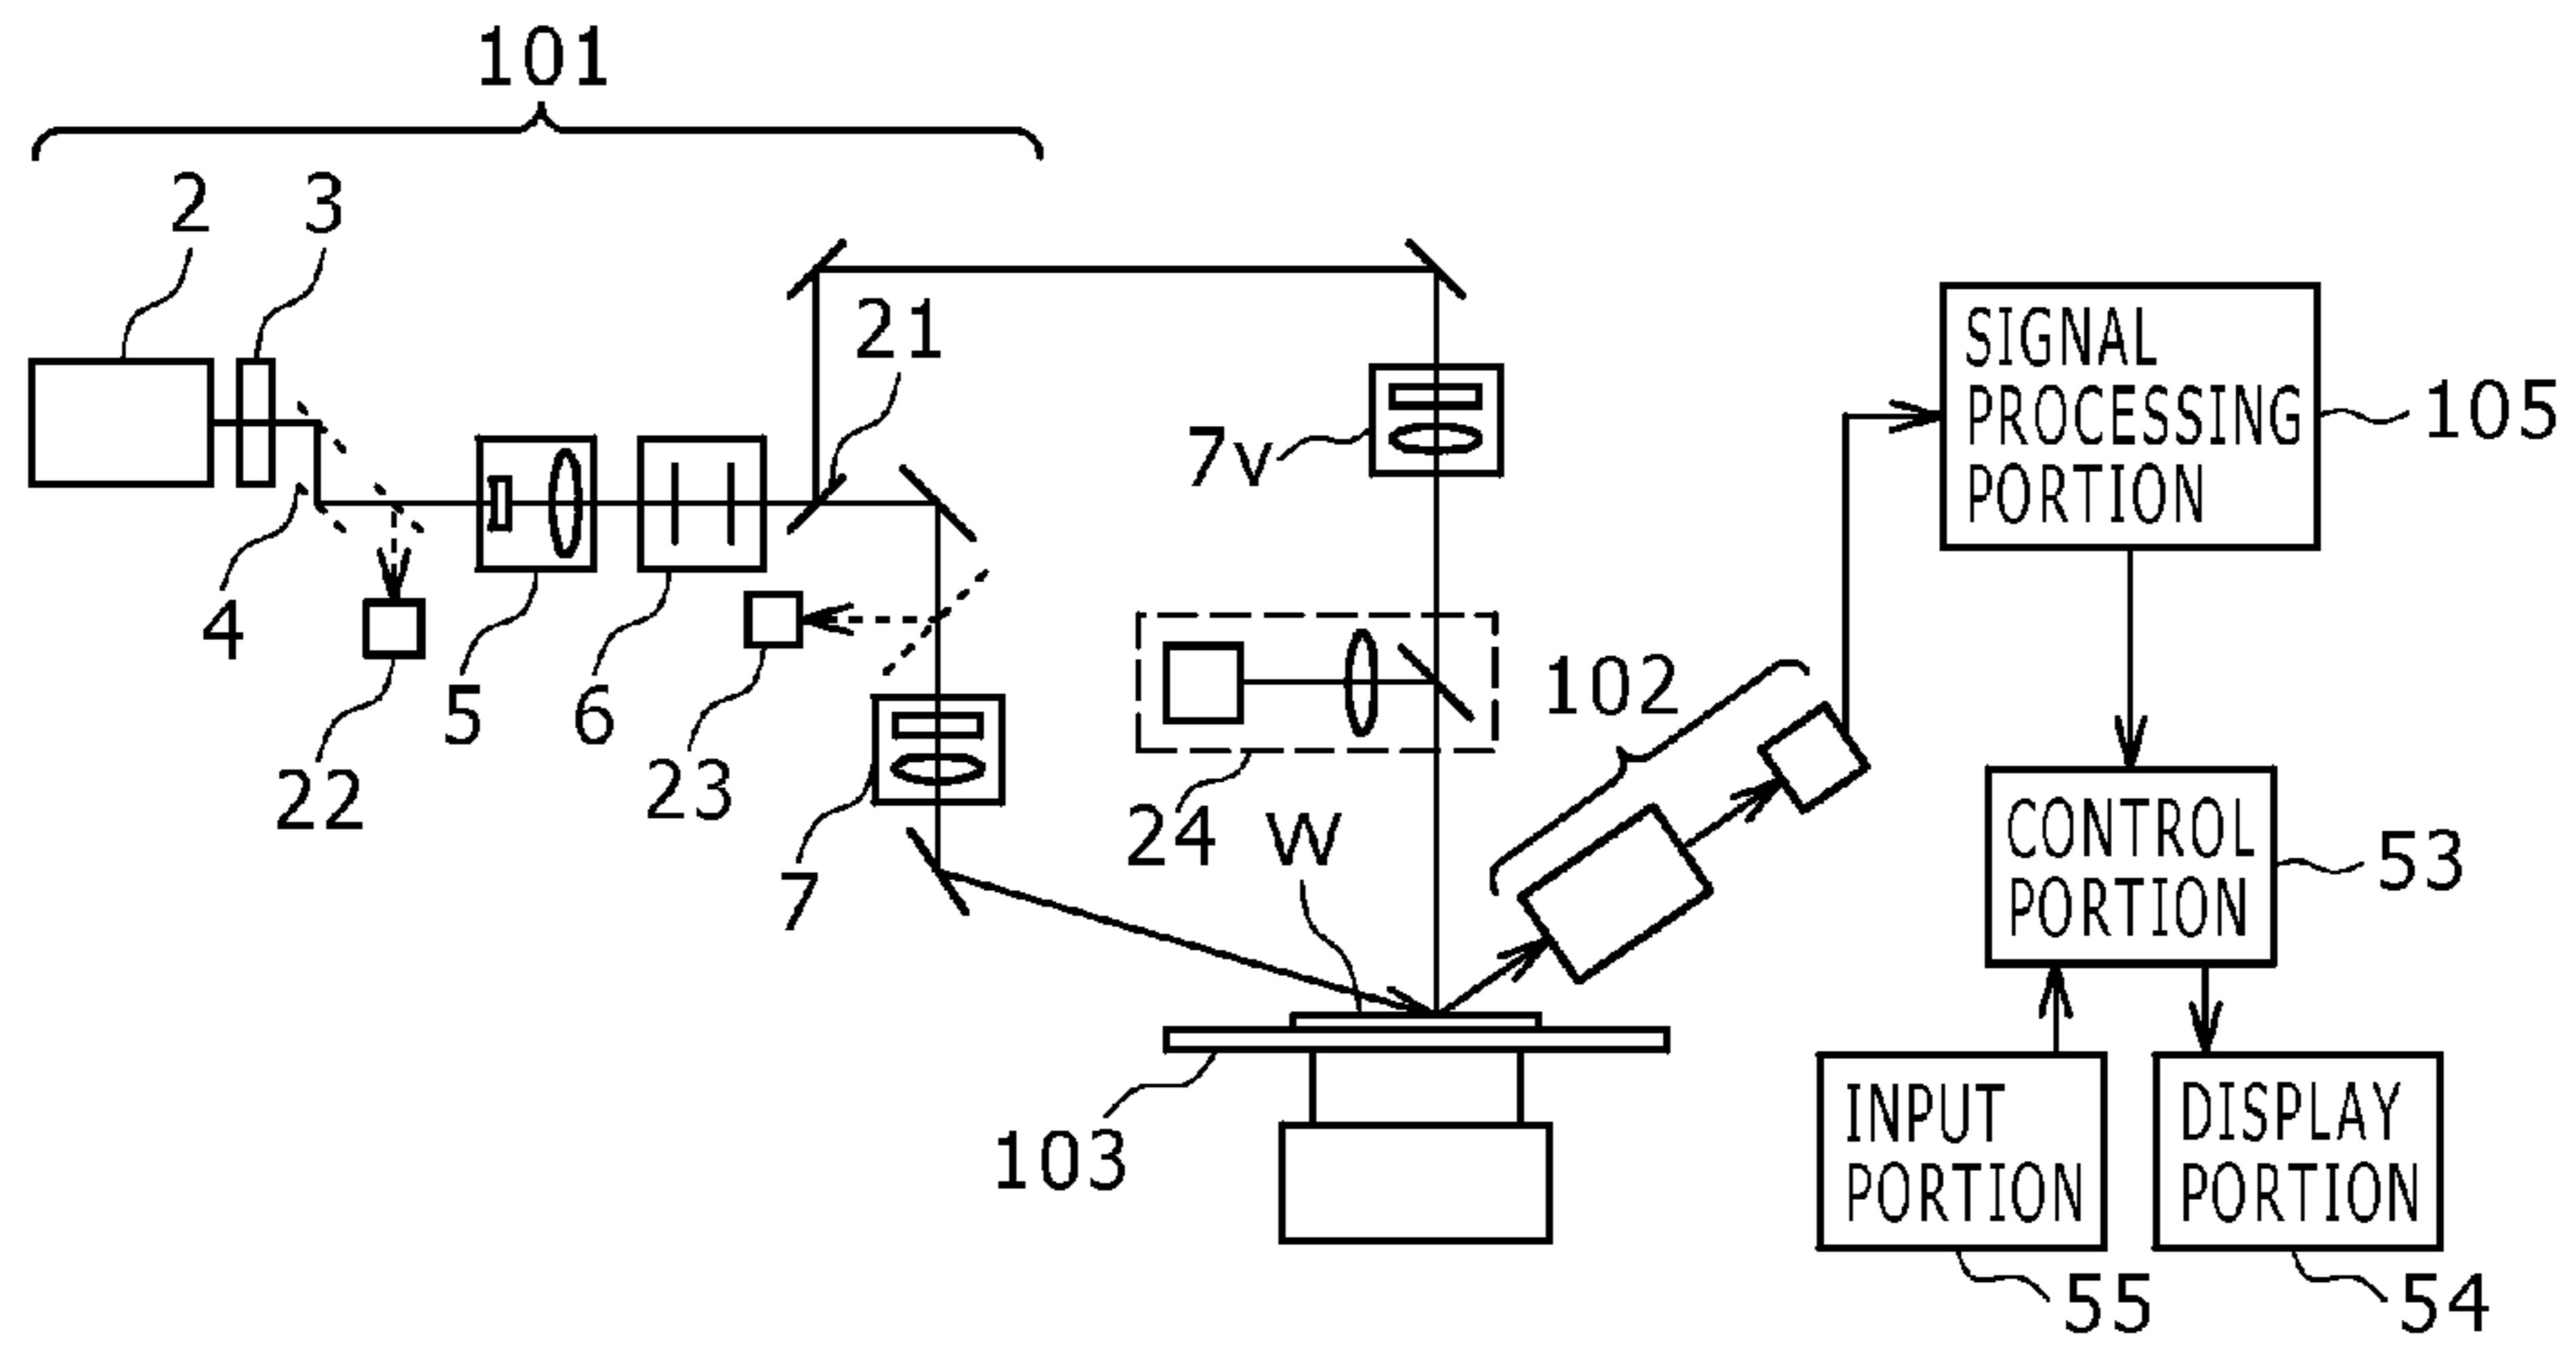 101
2
3
21
SIGNAL
PROCESSING
PORTION
105
7v
4
22
5
6
23
7
24
102
W
CONTROL
PORTION
53
103
INPUT
PORTION
DISPLAY
PORTION
55
54